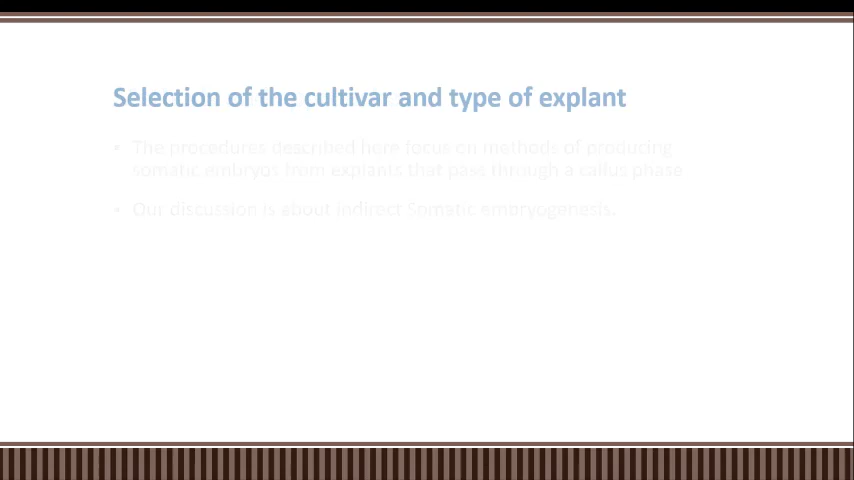 Selection of the cultivar and type of explant
• The procedures described here focus on methods of producing
somatic embryos from explants that pass through a callus phase
• Our discussion is about indirect Somatic embryogenesis.